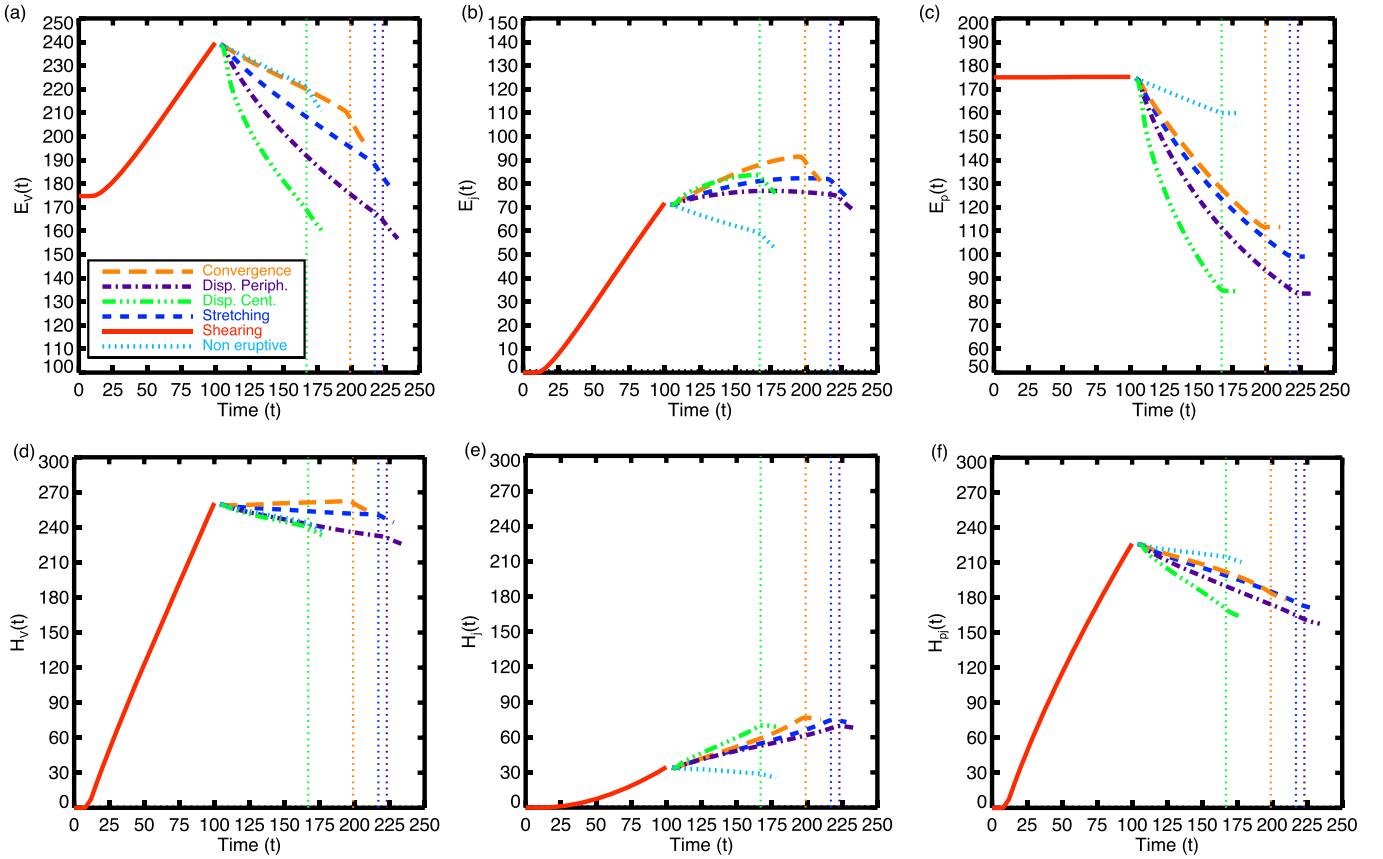 (a)
250
240
230
220
210
200
190
180
170
160
150
140
130
120
110
100
E_V(t)
0 25 50 75 100 125 150 175 200 225 250
Time (t)
Convergence
Disp. Periph.
Disp. Cent.
Stretching
Shearing
Non eruptive
(b)
150
140
130
120
110
100
90
80
70
60
50
40
30
20
10
0
E_j(t)
0 25 50 75 100 125 150 175 200 225 250
Time (t)
(c)
200
190
180
170
160
150
140
130
120
110
100
90
80
70
60
50
E_p(t)
0 25 50 75 100 125 150 175 200 225 250
Time (t)
(d)
300
270
240
210
180
150
120
90
60
30
0
H_V(t)
0 25 50 75 100 125 150 175 200 225 250
Time (t)
(e)
300
270
240
210
180
150
120
90
60
30
0
H_j(t)
0 25 50 75 100 125 150 175 200 225 250
Time (t)
(f)
300
270
240
210
180
150
120
90
60
30
0
H_pj(t)
0 25 50 75 100 125 150 175 200 225 250
Time (t)